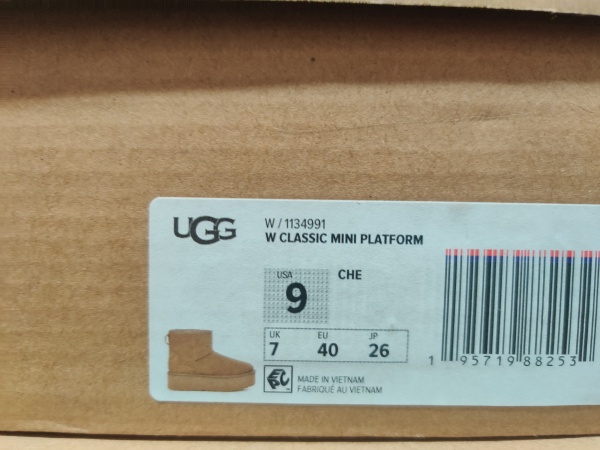 UGG
W / 1134991
W CLASSIC MINI PLATFORM
USA
9
CHE
UK EU JP
7 40 26
MADE IN VIETNAM
FABRIQUÉ AU VIETNAM
1 95719 88253